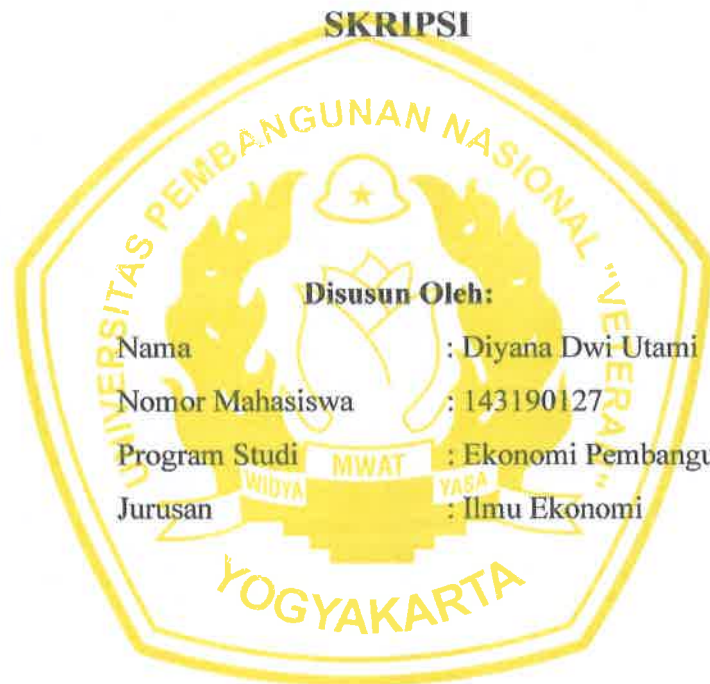 SKRIPSI
UNIVERSITAS PEMBANGUNAN NASIONAL "VETERAN"
Disusun Oleh:
Nama : Diyana Dwi Utami
Nomor Mahasiswa : 143190127
Program Studi : Ekonomi Pembangu
Jurusan : Ilmu Ekonomi
WIDYA MWAT YASA
YOGYAKARTA